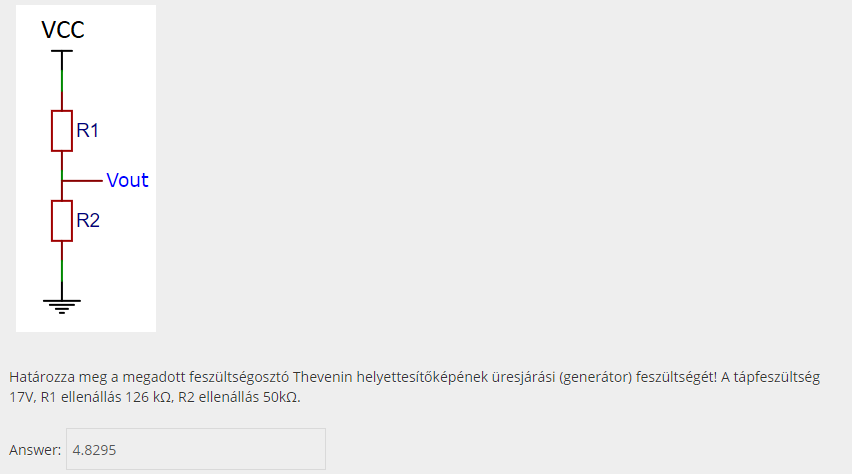 VCC
R1
Vout
R2
Határozza meg a megadott feszültségosztó Thevenin helyettesítőképének üresjárási (generátor) feszültségét! A tápfeszültség
17V, R1 ellenállás 126 kΩ, R2 ellenállás 50kΩ.
Answer: 4.8295